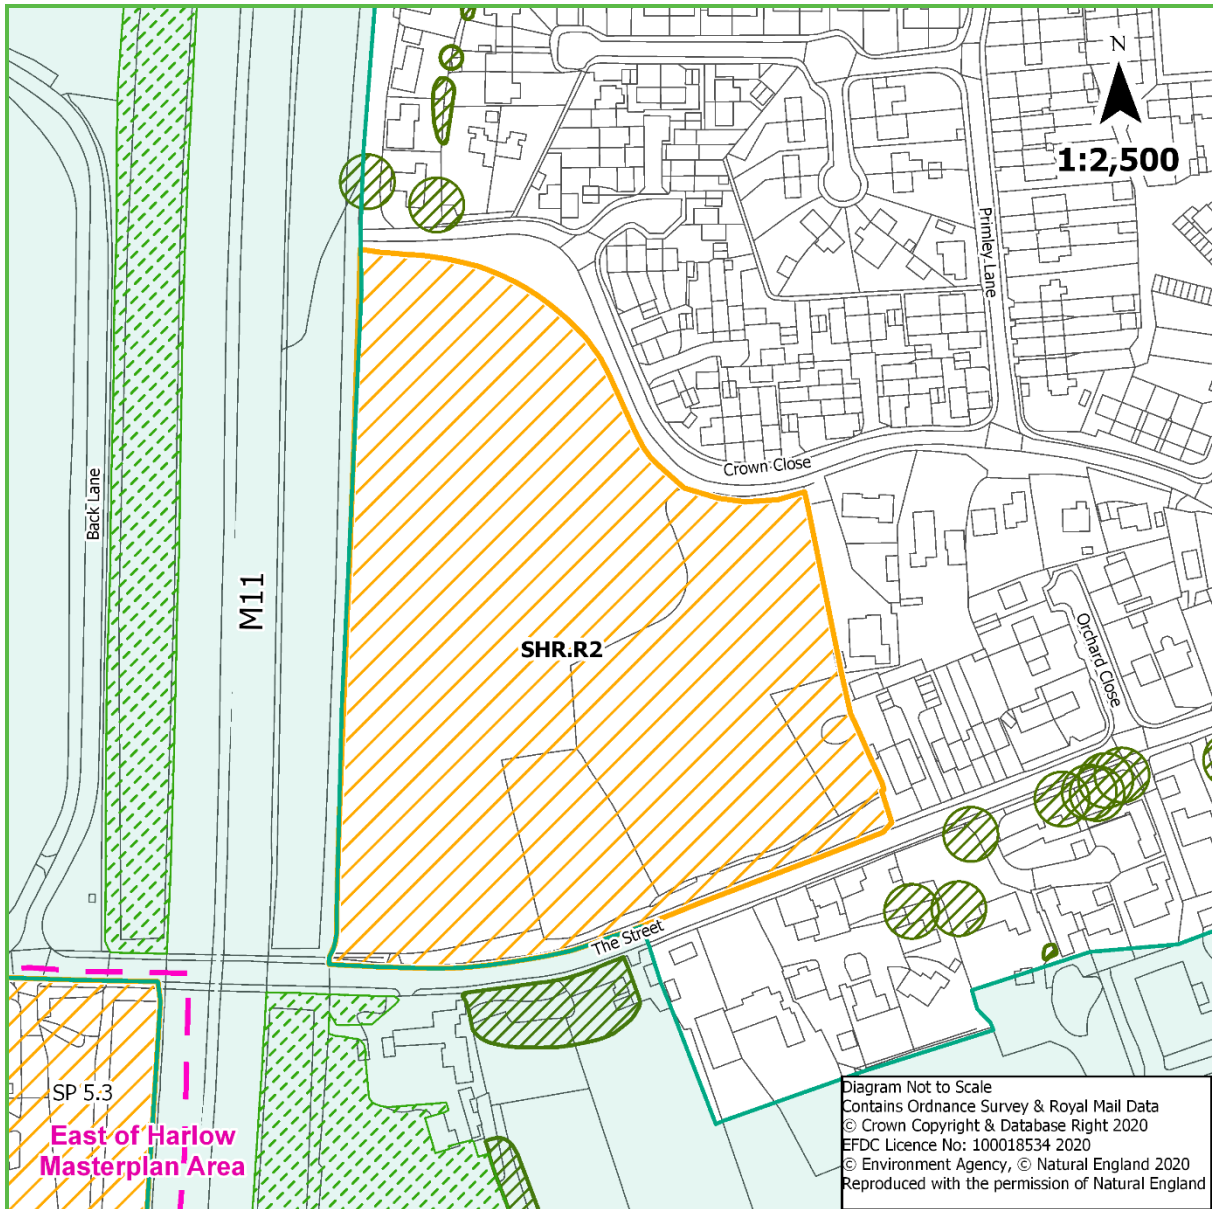 N
1:2,500
Primley Lane
Crown Close
Back Lane
M11
SHR.R2
Orchard Close
The Street
SP 5.3
East of Harlow
Masterplan Area
Diagram Not to Scale
Contains Ordnance Survey & Royal Mail Data
© Crown Copyright & Database Right 2020
EFDC Licence No: 100018534 2020
© Environment Agency, © Natural England 2020
Reproduced with the permission of Natural England